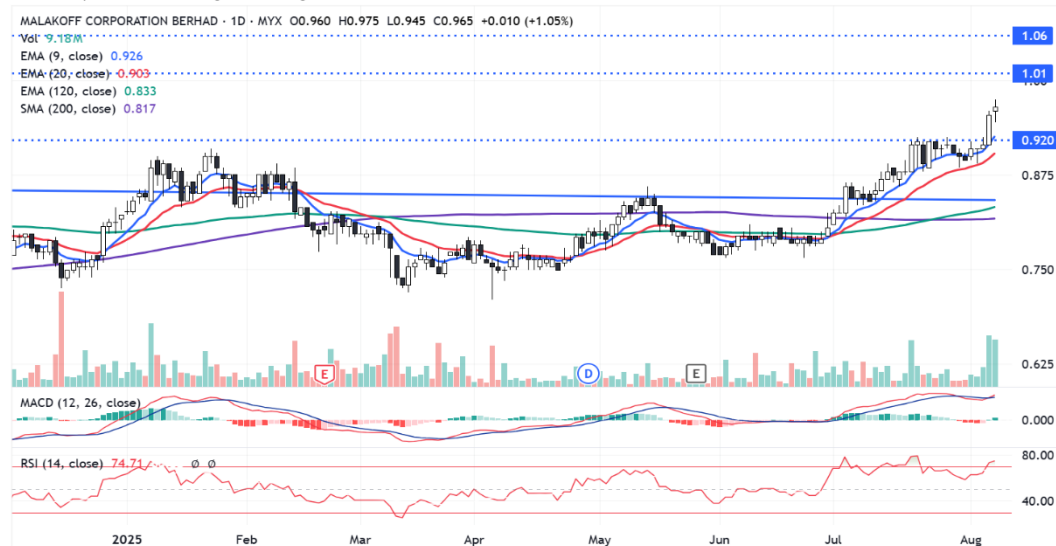 MALAKOFF CORPORATION BERHAD · 1D · MYX O0.960 H0.975 L0.945 C0.965 +0.010 (+1.05%)
Vol 9.18M
EMA (9, close) 0.926
EMA (20, close) 0.903
EMA (120, close) 0.833
SMA (200, close) 0.817
1.06
1.01
1.00
0.920
0.875
0.750
0.625
E
D
E
MACD (12, 26, close)
0.000
RSI (14, close) 74.71 Ø Ø
80.00
40.00
2025 Feb Mar Apr May Jun Jul Aug